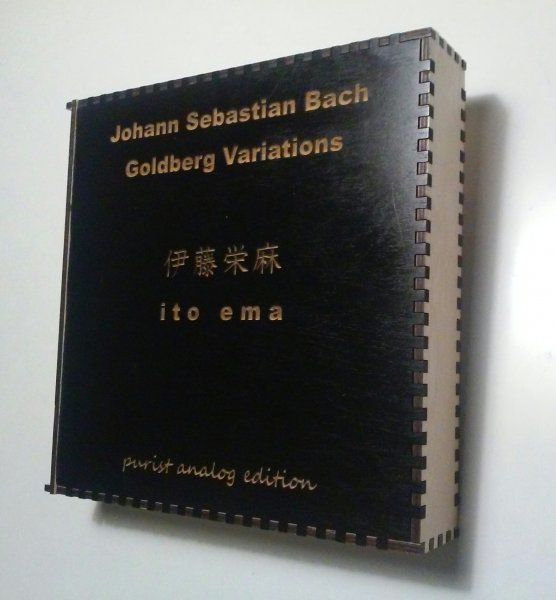 Johann Sebastian Bach
Goldberg Variations
伊藤栄麻
ito ema
purist analog edition